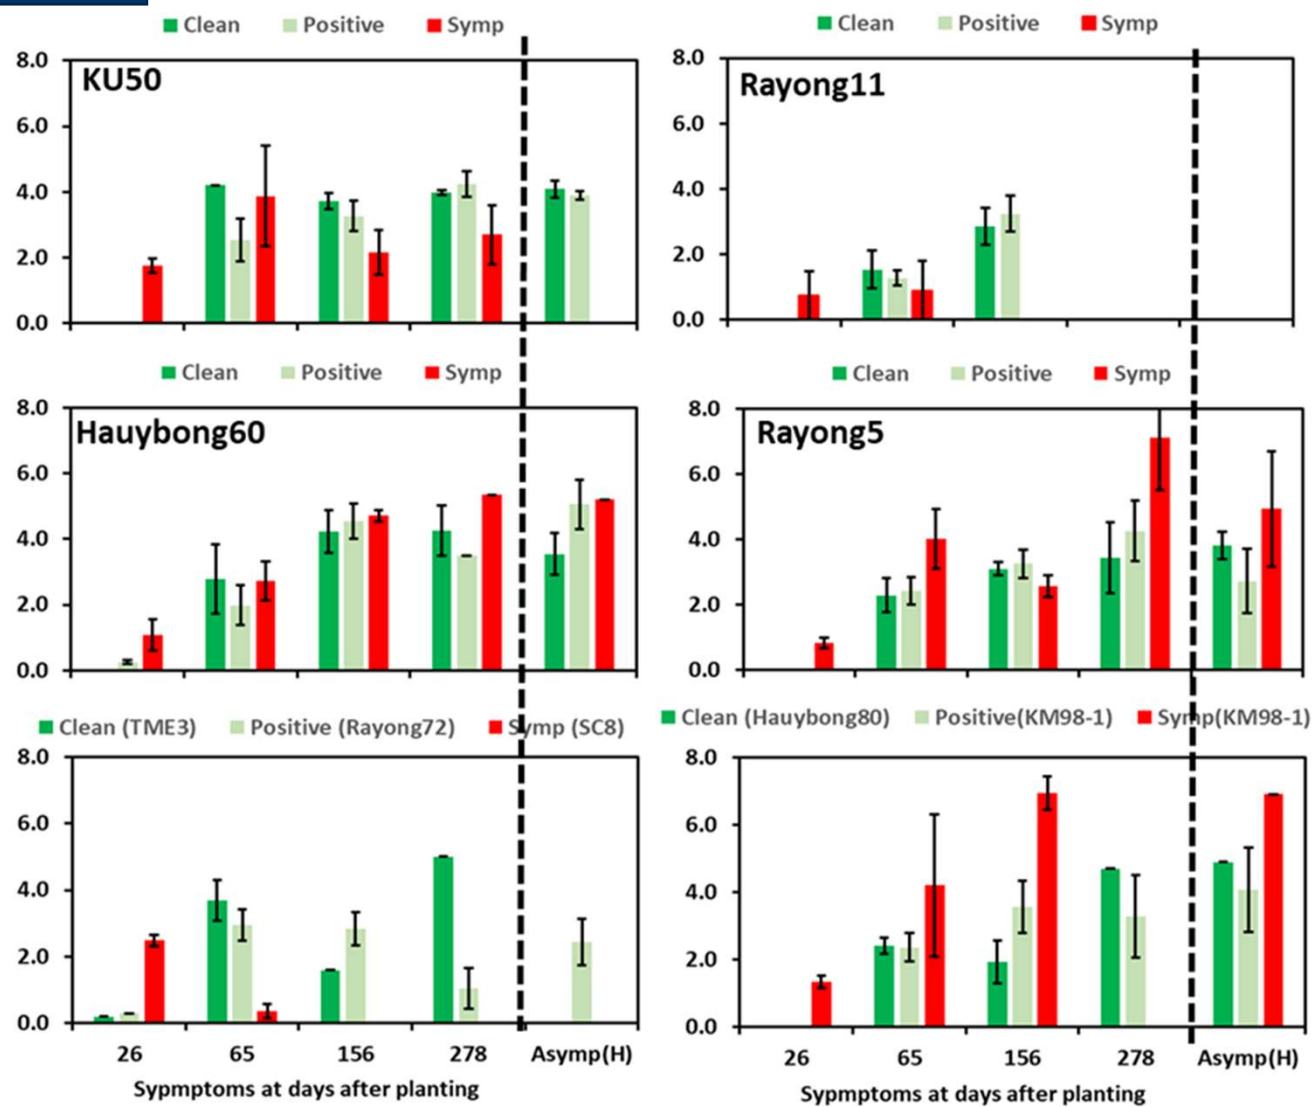 Clean Positive Symp
KU50
8.0
6.0
4.0
2.0
0.0
Clean Positive Symp
Rayong11
8.0
6.0
4.0
2.0
0.0
Clean Positive Symp
Hauybong60
8.0
6.0
4.0
2.0
0.0
Clean Positive Symp
Rayong5
8.0
6.0
4.0
2.0
0.0
Clean (TME3) Positive (Rayong72) Symp (SC8)
8.0
6.0
4.0
2.0
0.0
26 65 156 278 Asymp(H)
Sypmptoms at days after planting
Clean (Hauybong80) Positive(KM98-1) Symp(KM98-1)
8.0
6.0
4.0
2.0
0.0
26 65 156 278 Asymp(H)
Sypmptoms at days after planting